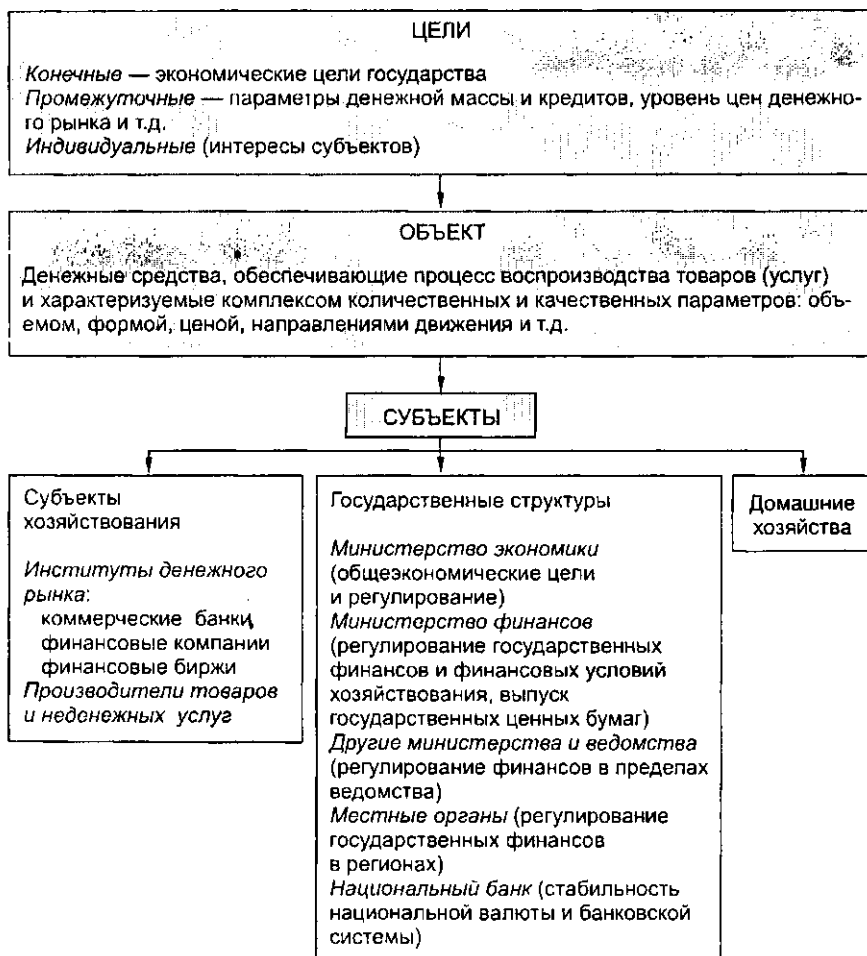 ЦЕЛИ
Конечные — экономические цели государства
Промежуточные — параметры денежной массы и кредитов, уровень цен денежно-
го рынка и т.д.
Индивидуальные (интересы субъектов)
ОБЪЕКТ
Денежные средства, обеспечивающие процесс воспроизводства товаров (услуг)
и характеризуемые комплексом количественных и качественных параметров: объ-
емом, формой, ценой, направлениями движения и т.д.
СУБЪЕКТЫ
Субъекты
хозяйствования
Институты денежного
рынка:
коммерческие банки
финансовые компании
финансовые биржи
Производители товаров
и неденежных услуг
Государственные структуры
Министерство экономики
(общеэкономические цели
и регулирование)
Министерство финансов
(регулирование государственных
финансов и финансовых условий
хозяйствования, выпуск
государственных ценных бумаг)
Другие министерства и ведомства
(регулирование финансов в пределах
ведомства)
Местные органы (регулирование
государственных финансов
в регионах)
Национальный банк (стабильность
национальной валюты и банковской
системы)
Домашние
хозяйства